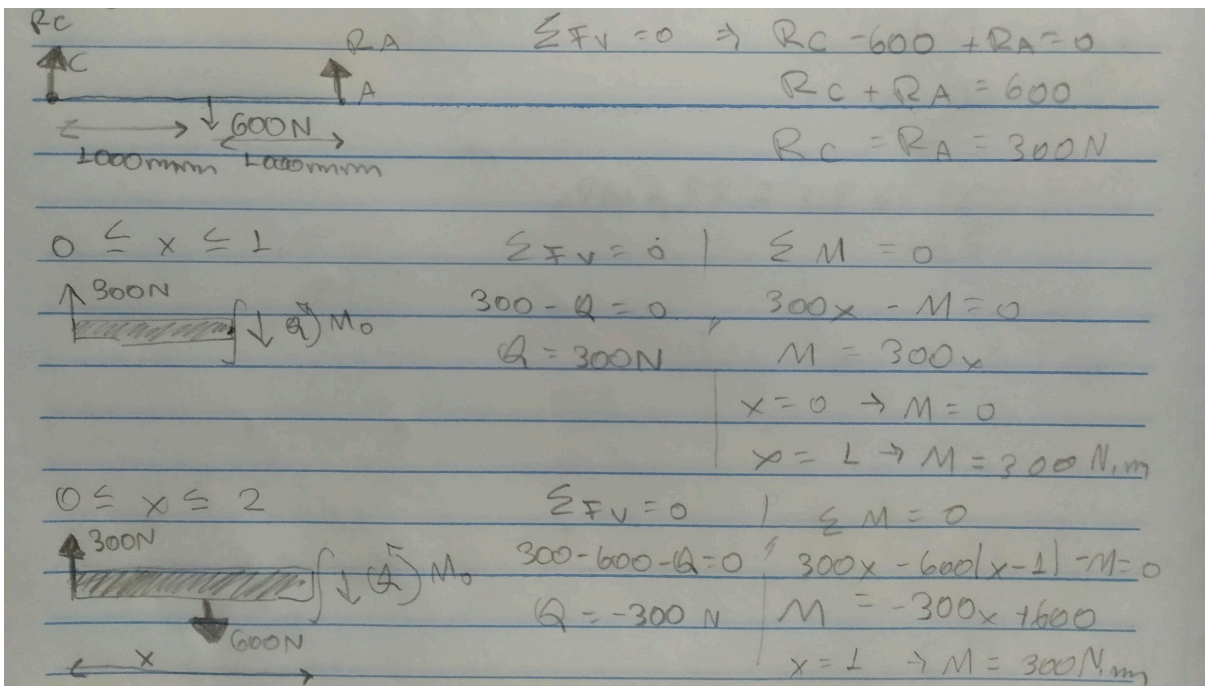 RC
C
RA
A
600N
1000mm 1000mm
ΣFV = 0 ⇒ RC - 600 + RA = 0
RC + RA = 600
RC = RA = 300N
0 ≤ x ≤ 1
300N
Q M0
ΣFV = 0
300 - Q = 0
Q = 300N
ΣM = 0
300x - M = 0
M = 300x
x = 0 → M = 0
x = 1 → M = 300 N.m
0 ≤ x ≤ 2
300N
Q M0
600N
x
ΣFV = 0
300-600-Q=0
Q = -300 N
ΣM = 0
300x - 600(x-1) - M = 0
M = -300x + 600
x = 1 → M = 300 N.m